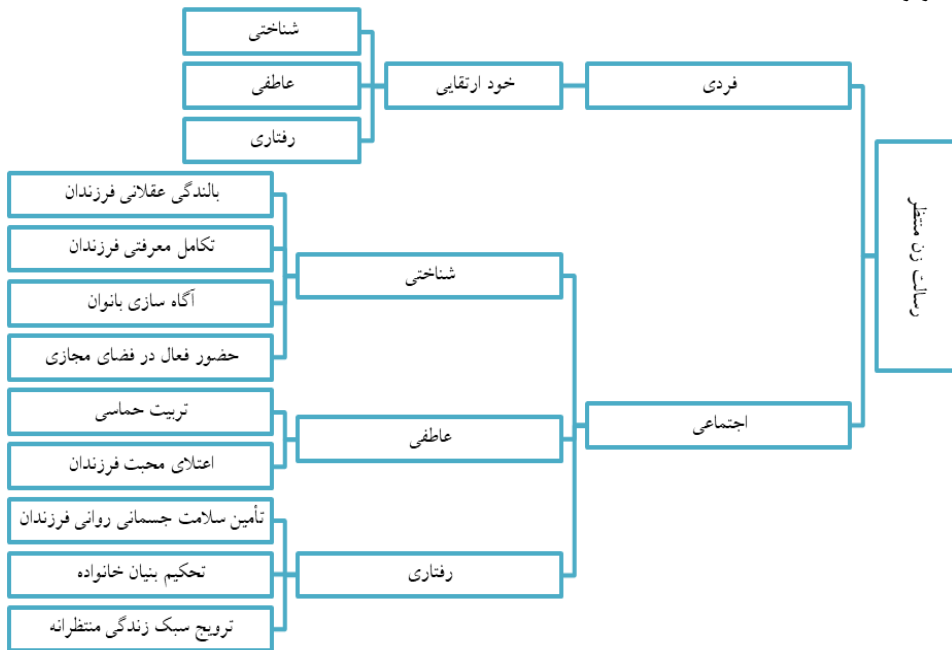 رسالت زن منتظر
فردی
خود ارتقایی
شناختی
عاطفی
رفتاری
اجتماعی
شناختی
بالندگی عقلانی فرزندان
تکامل معرفتی فرزندان
آگاه سازی بانوان
حضور فعال در فضای مجازی
عاطفی
تربیت حماسی
اعتلای محبت فرزندان
رفتاری
تأمین سلامت جسمانی روانی فرزندان
تحکیم بنیان خانواده
ترویج سبک زندگی منتظرانه